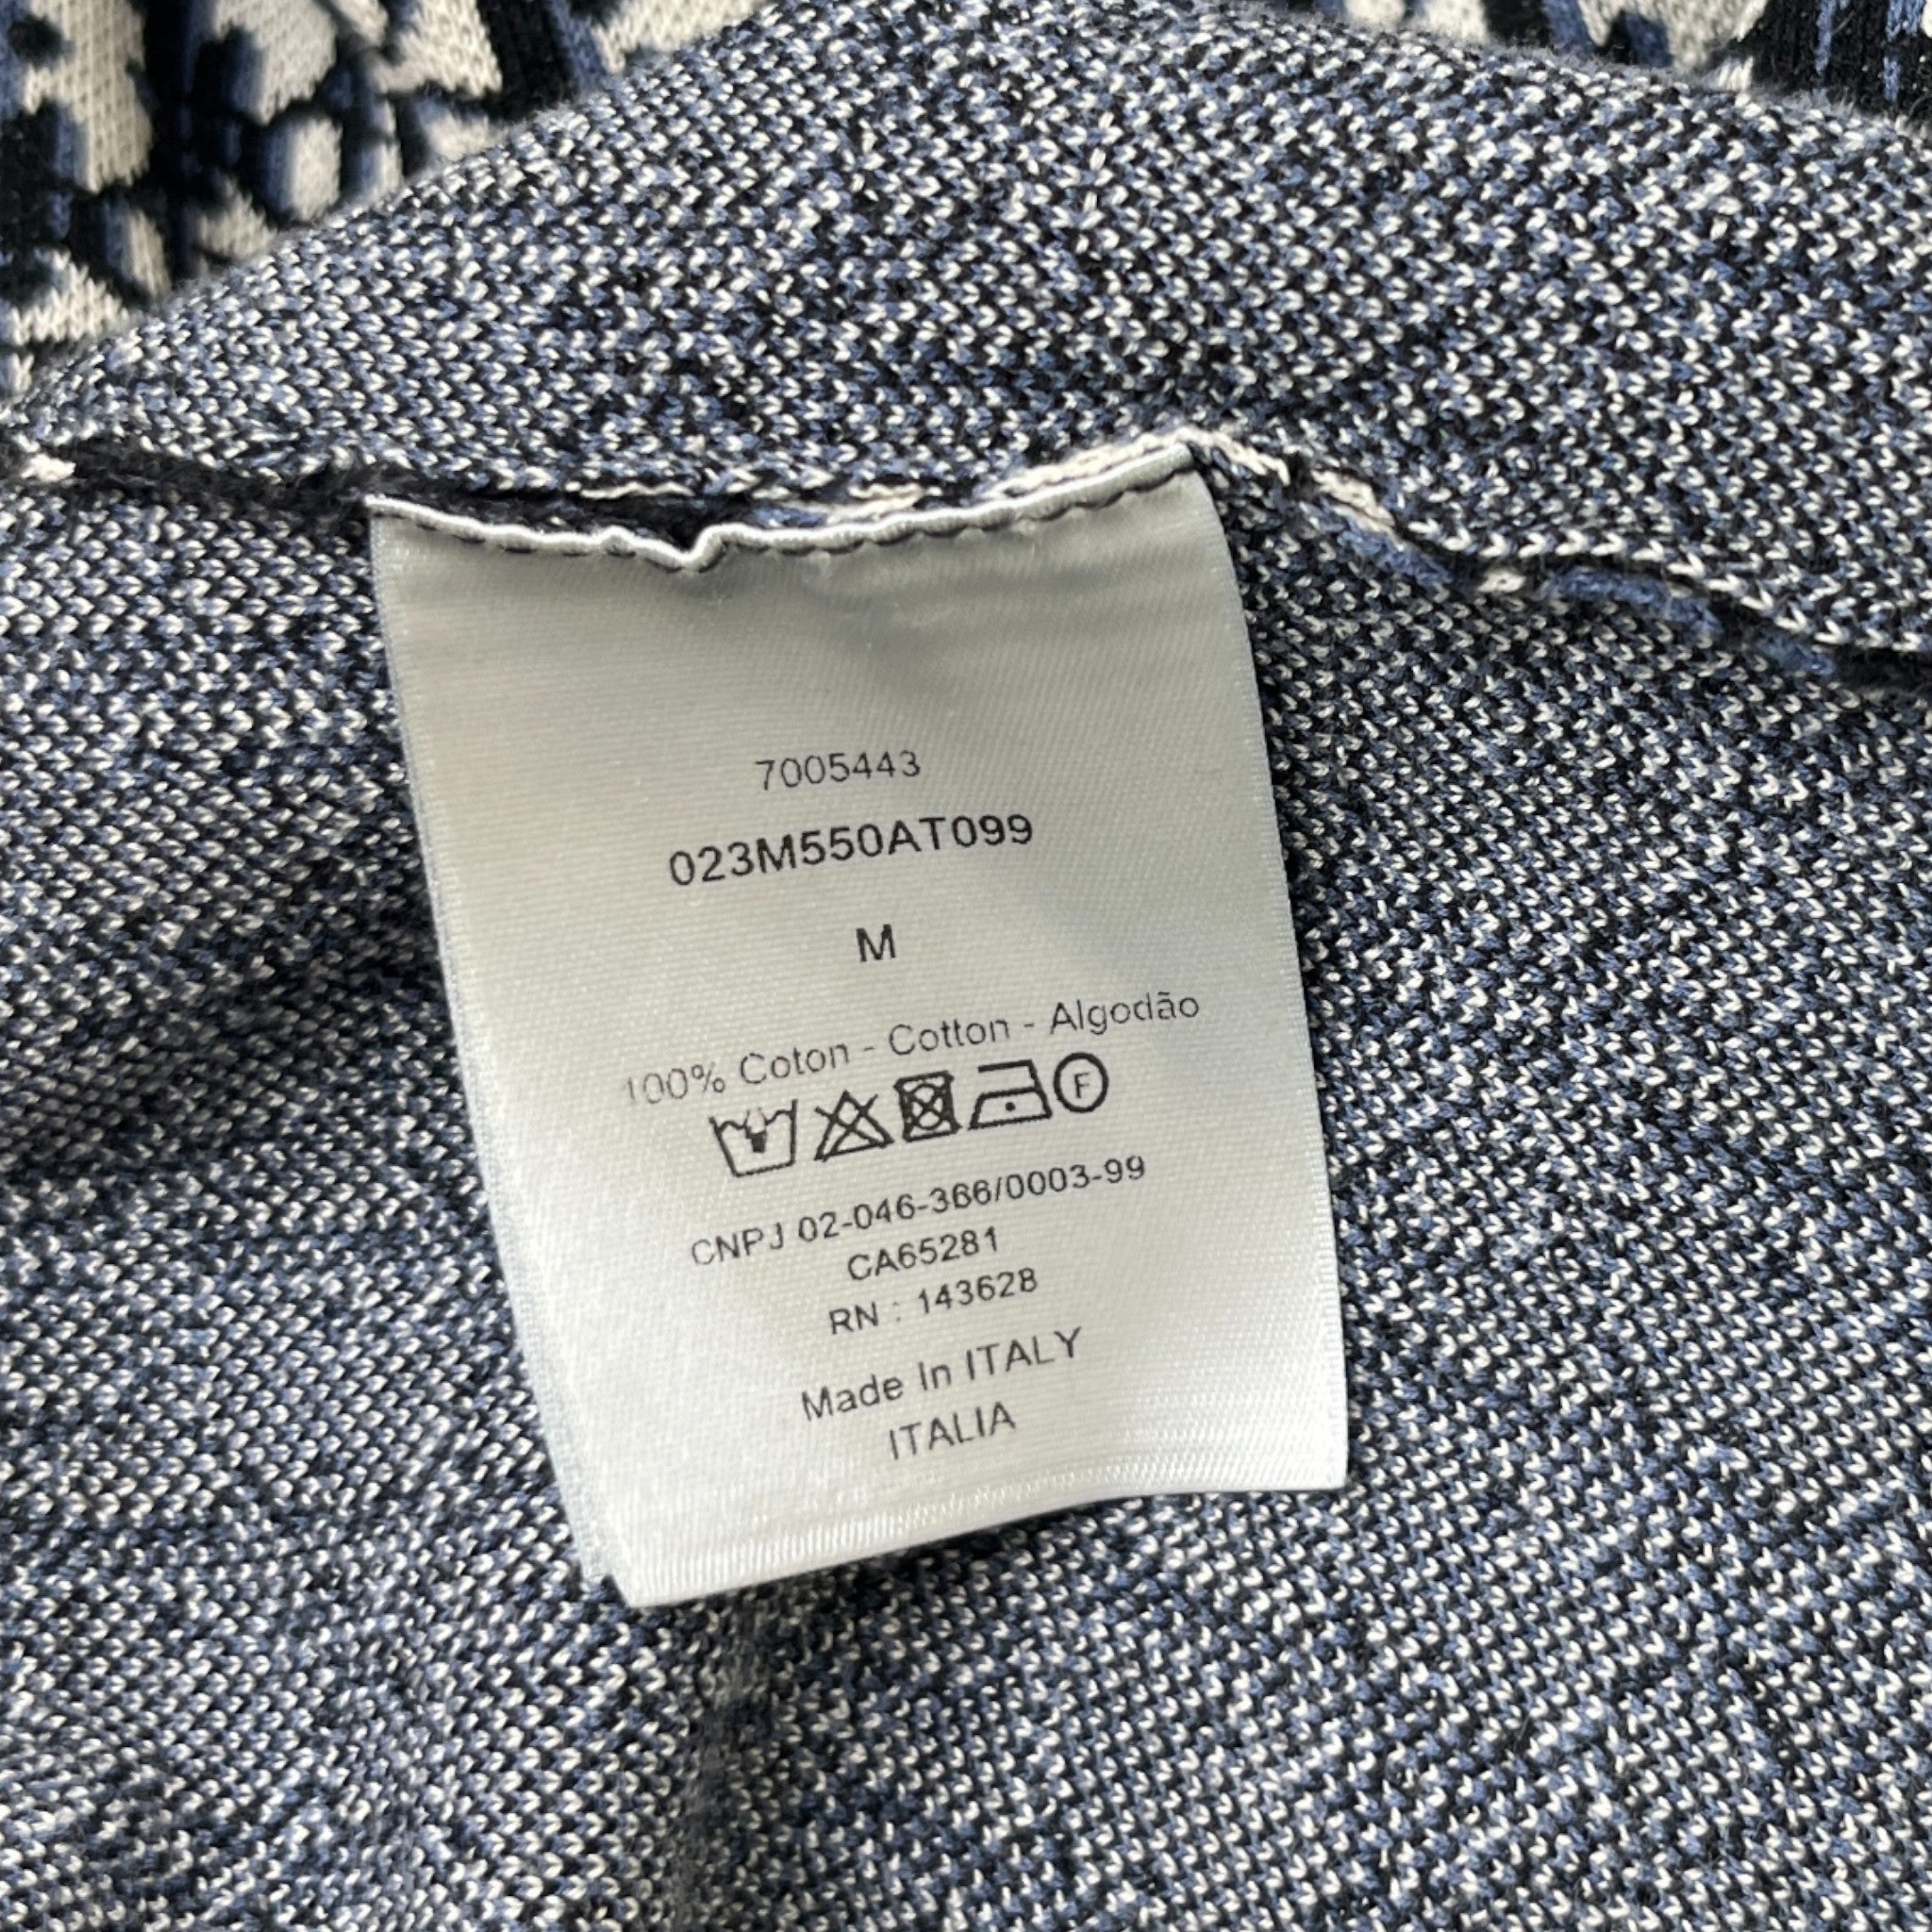 7005443
023M550AT099
M
100% Coton - Cotton - Algodão
F
CNPJ 02-046-366/0003-99
CA65281
RN : 143628
Made In ITALY
ITALIA